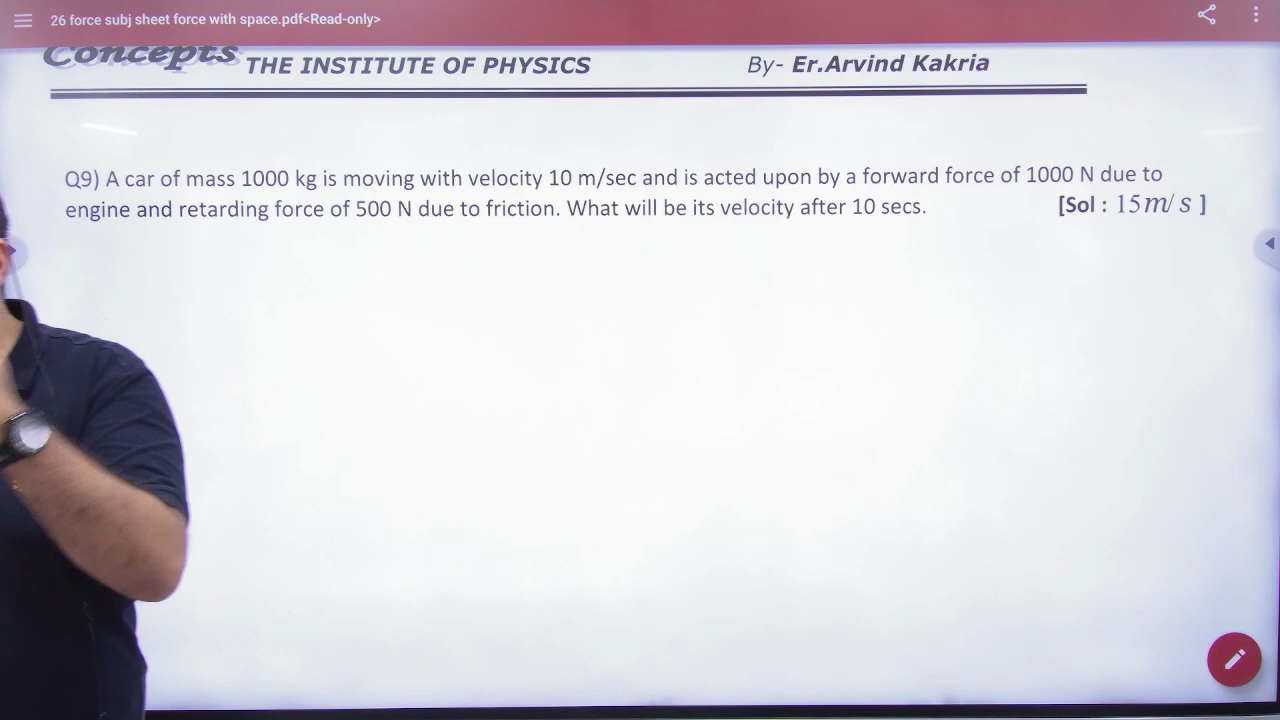 26 force subj sheet force with space.pdf<Read-only>
Concepts THE INSTITUTE OF PHYSICS By- Er.Arvind Kakria
Q9) A car of mass 1000 kg is moving with velocity 10 m/sec and is acted upon by a forward force of 1000 N due to
engine and retarding force of 500 N due to friction. What will be its velocity after 10 secs. [Sol : 15m/ s ]